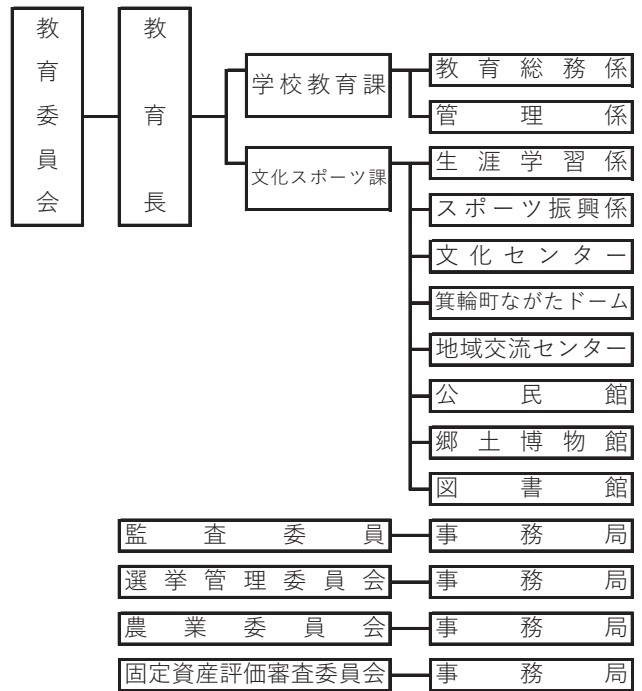 教育委員会
教育長
学校教育課
教育総務係
管理係
文化スポーツ課
生涯学習係
スポーツ振興係
文化センター
箕輪町ながたドーム
地域交流センター
公民館
郷土博物館
図書館
監査委員
事務局
選挙管理委員会
事務局
農業委員会
事務局
固定資産評価審査委員会
事務局